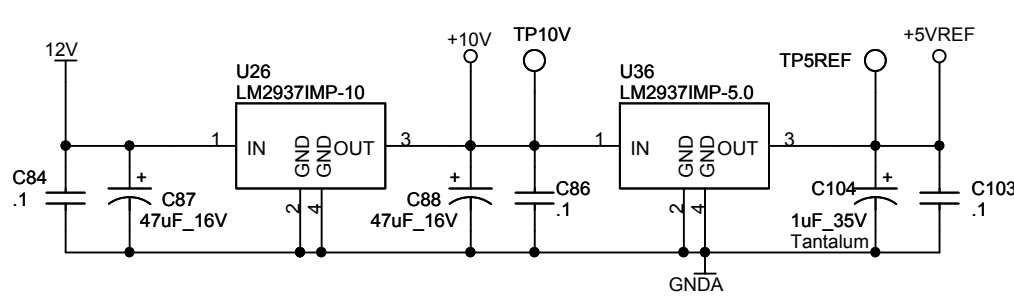 12V
+10V
TP10V
TP5REF
+5VREF
U26
LM2937IMP-10
U36
LM2937IMP-5.0
1
IN
GND
GND
OUT
3
1
IN
GND
GND
OUT
3
2
4
2
4
C84
.1
C87
47uF_16V
C88
47uF_16V
C86
.1
C104
1uF_35V
Tantalum
C103
.1
+
+
+
GNDA